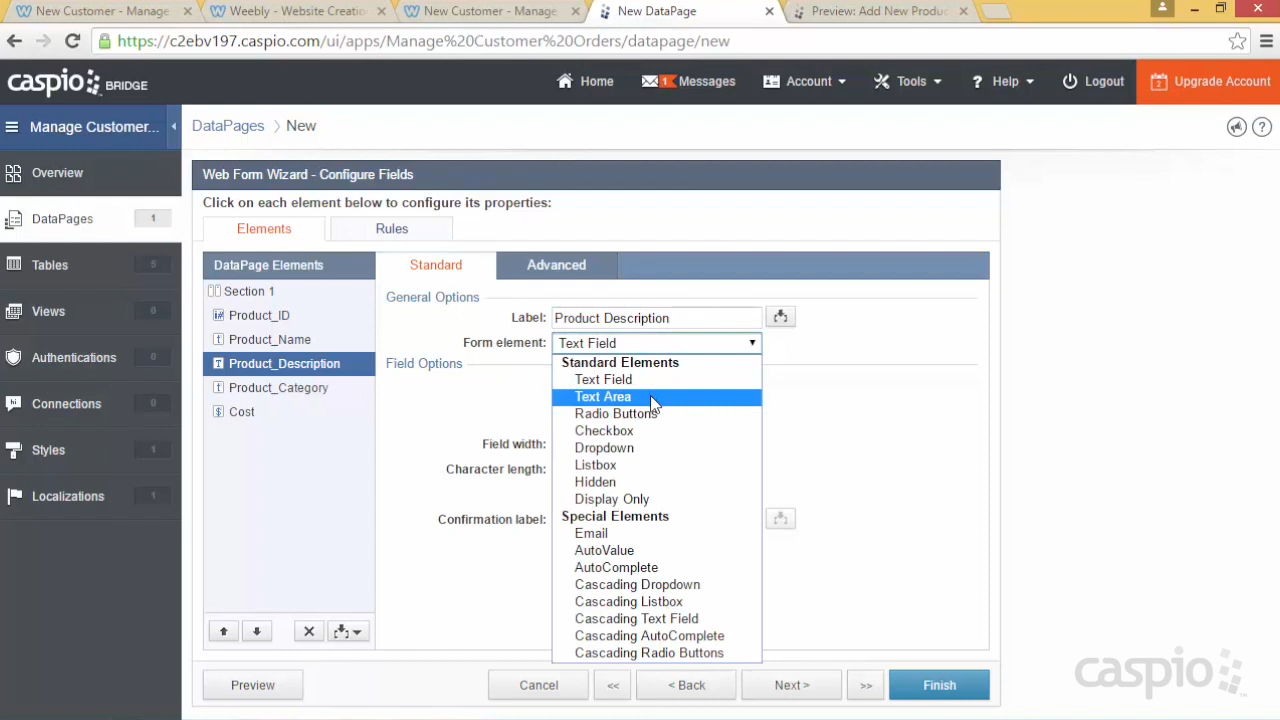 New Customer - Manage
Weebly - Website Creatio
New Customer - Manage
New DataPage
Preview: Add New Produc
https://c2ebv197.caspio.com/ui/apps/Manage%20Customer%20Orders/datapage/new
caspio BRIDGE
Home
1
Messages
Account
Tools
? Help
Logout
2
Upgrade Account
Manage Customer...
DataPages > New
?
Overview
DataPages 1
Tables 5
Views 0
Authentications 0
Connections 0
Styles 1
Localizations 1
Web Form Wizard - Configure Fields
Click on each element below to configure its properties:
Elements
Rules
DataPage Elements
Standard
Advanced
Section 1
Product_ID
Product_Name
Product_Description
Product_Category
Cost
General Options
Label: Product Description
Form element: Text Field
Field Options
Field width:
Character length:
Confirmation label:
Standard Elements
Text Field
Text Area
Radio Buttons
Checkbox
Dropdown
Listbox
Hidden
Display Only
Special Elements
Email
AutoValue
AutoComplete
Cascading Dropdown
Cascading Listbox
Cascading Text Field
Cascading AutoComplete
Cascading Radio Buttons
Preview
Cancel
<<
< Back
Next >
>>
Finish
caspio